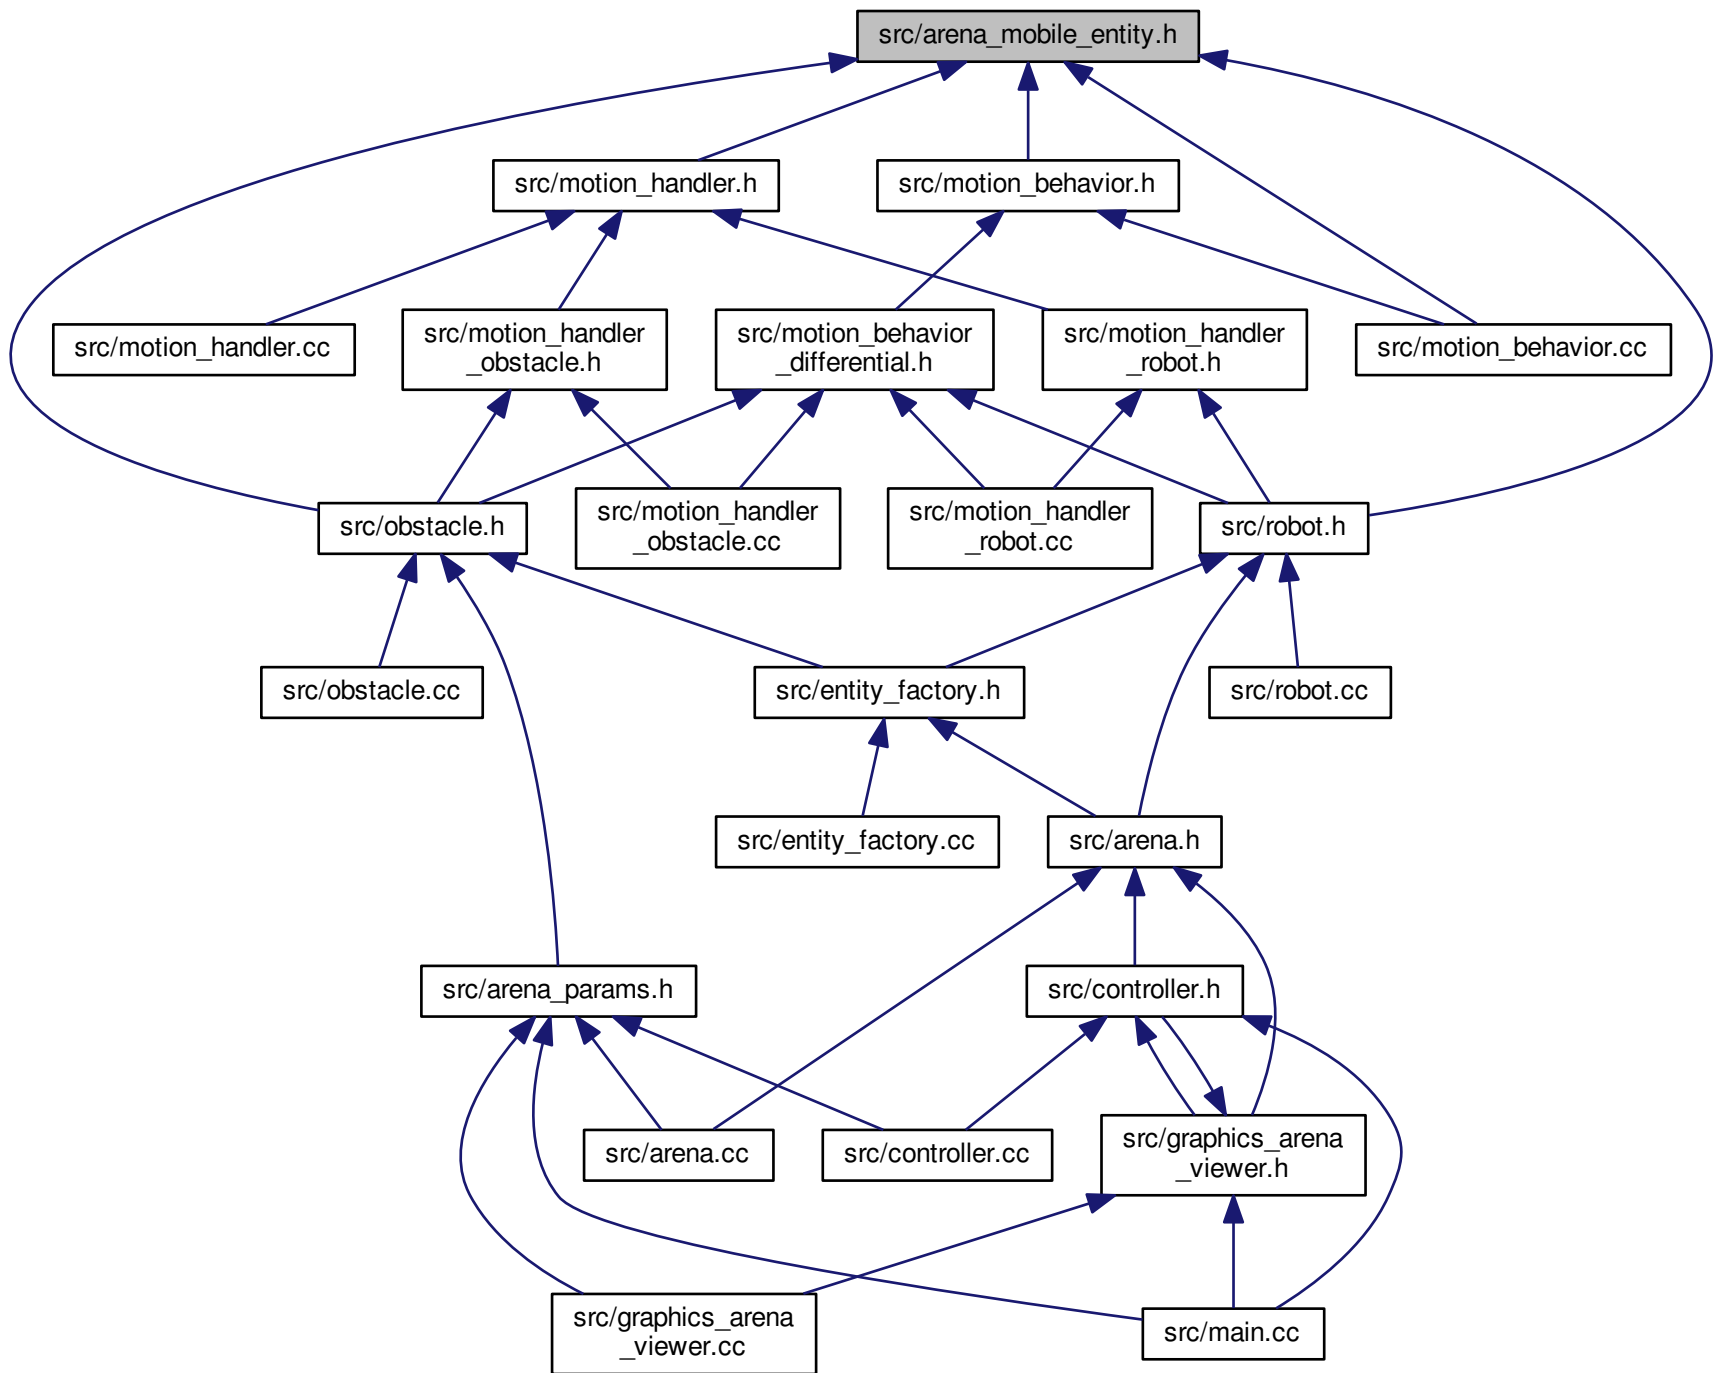 src/arena_mobile_entity.h
src/motion_handler.h
src/motion_behavior.h
src/motion_handler.cc
src/motion_handler
_obstacle.h
src/motion_behavior
_differential.h
src/motion_handler
_robot.h
src/motion_behavior.cc
src/obstacle.h
src/motion_handler
_obstacle.cc
src/motion_handler
_robot.cc
src/robot.h
src/obstacle.cc
src/entity_factory.h
src/robot.cc
src/entity_factory.cc
src/arena.h
src/arena_params.h
src/controller.h
src/arena.cc
src/controller.cc
src/graphics_arena
_viewer.h
src/graphics_arena
_viewer.cc
src/main.cc